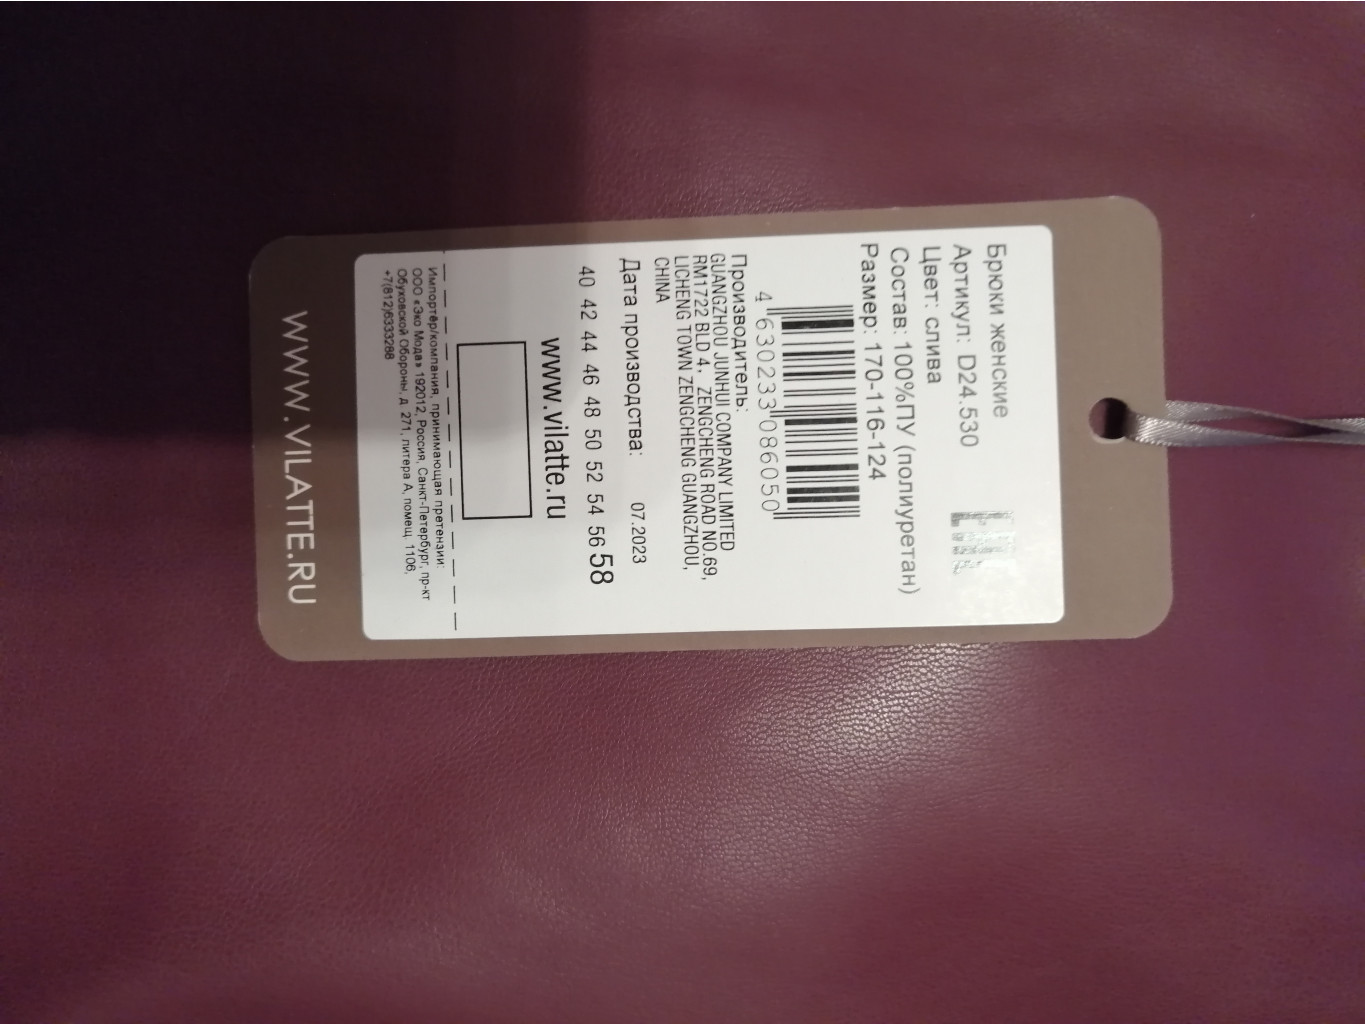 Брюки женские
Артикул: D24.530
Цвет: слива
Состав: 100%ПУ (полиуретан)
Размер: 170-116-124
4 630233 086050
Производитель:
GUANGZHOU JUNHUI COMPANY LIMITED
RM1722 BLD 4, ZENGCHENG ROAD NO.69,
LICHENG TOWN ZENGCHENG GUANGZHOU,
CHINA
Дата производства: 07.2023
40 42 44 46 48 50 52 54 56 58
www.vilatte.ru
Импортёр/компания, принимающая претензии:
ООО «Эко Мода» 192012, Россия, Санкт-Петербург, пр-кт
Обуховской Обороны, д. 271, литера А, помещ. 1106,
+7(812)6333288
WWW.VILATTE.RU